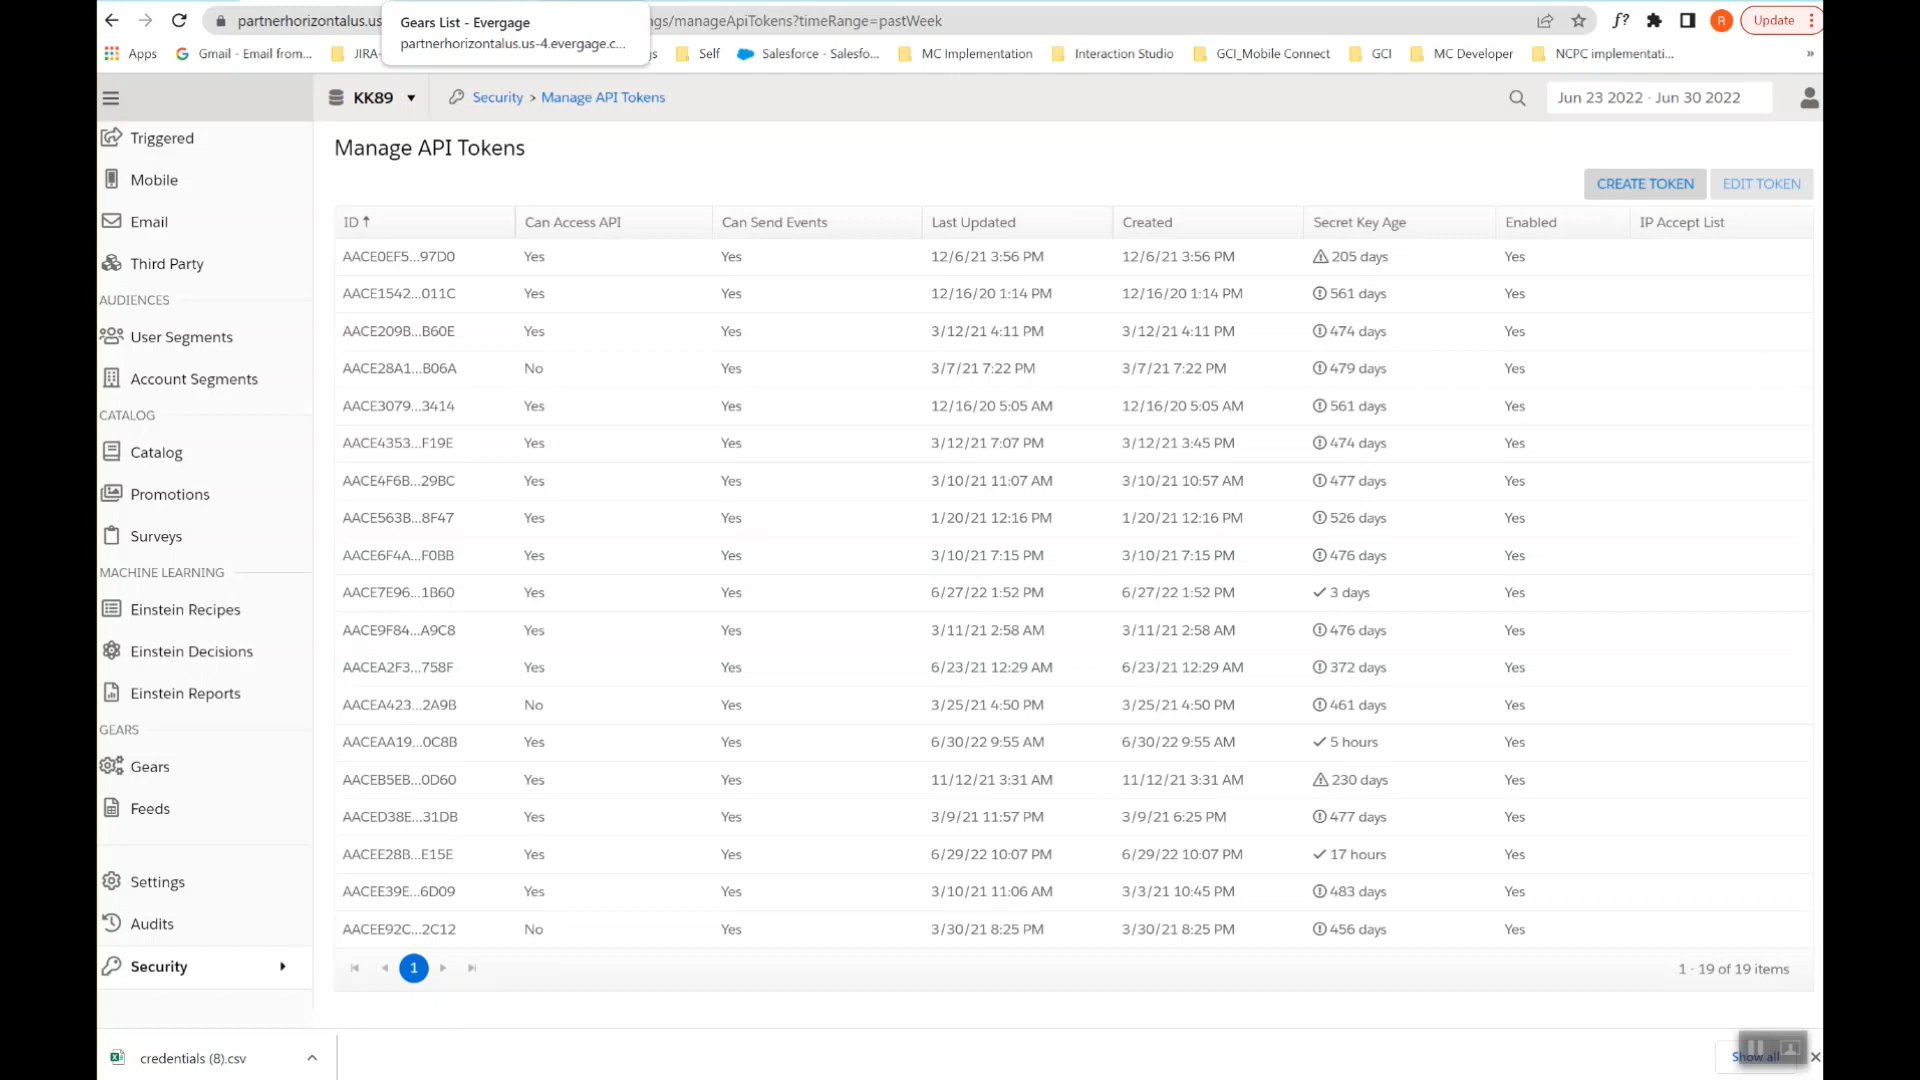 partnerhorizontalus.us
Gears List - Evergage
partnerhorizontalus.us-4.evergage.c...
ngs/manageApiTokens?timeRange=pastWeek
f?
R
Update
Apps
Gmail - Email from...
JIRA-
Self
Salesforce - Salesfo...
MC Implementation
Interaction Studio
GCI_Mobile Connect
GCI
MC Developer
NCPC implementati...
»
KK89
Security > Manage API Tokens
Jun 23 2022 - Jun 30 2022
Triggered
Mobile
Email
Third Party
AUDIENCES
User Segments
Account Segments
CATALOG
Catalog
Promotions
Surveys
MACHINE LEARNING
Einstein Recipes
Einstein Decisions
Einstein Reports
GEARS
Gears
Feeds
Settings
Audits
Security
Manage API Tokens
CREATE TOKEN EDIT TOKEN
ID Can Access API Can Send Events Last Updated Created Secret Key Age Enabled IP Accept List
AACE0EF5...97D0 Yes Yes 12/6/21 3:56 PM 12/6/21 3:56 PM 205 days Yes
AACE1542...011C Yes Yes 12/16/20 1:14 PM 12/16/20 1:14 PM 561 days Yes
AACE209B...B60E Yes Yes 3/12/21 4:11 PM 3/12/21 4:11 PM 474 days Yes
AACE28A1...B06A No Yes 3/7/21 7:22 PM 3/7/21 7:22 PM 479 days Yes
AACE3079...3414 Yes Yes 12/16/20 5:05 AM 12/16/20 5:05 AM 561 days Yes
AACE4353...F19E Yes Yes 3/12/21 7:07 PM 3/12/21 3:45 PM 474 days Yes
AACE4F6B...29BC Yes Yes 3/10/21 11:07 AM 3/10/21 10:57 AM 477 days Yes
AACE563B...8F47 Yes Yes 1/20/21 12:16 PM 1/20/21 12:16 PM 526 days Yes
AACE6F4A...F0BB Yes Yes 3/10/21 7:15 PM 3/10/21 7:15 PM 476 days Yes
AACE7E96...1B60 Yes Yes 6/27/22 1:52 PM 6/27/22 1:52 PM 3 days Yes
AACE9F84...A9C8 Yes Yes 3/11/21 2:58 AM 3/11/21 2:58 AM 476 days Yes
AACEA2F3...758F Yes Yes 6/23/21 12:29 AM 6/23/21 12:29 AM 372 days Yes
AACEA423...2A9B No Yes 3/25/21 4:50 PM 3/25/21 4:50 PM 461 days Yes
AACEAA19...0C8B Yes Yes 6/30/22 9:55 AM 6/30/22 9:55 AM 5 hours Yes
AACEB5EB...0D60 Yes Yes 11/12/21 3:31 AM 11/12/21 3:31 AM 230 days Yes
AACED38E...31DB Yes Yes 3/9/21 11:57 PM 3/9/21 6:25 PM 477 days Yes
AACEE28B...E15E Yes Yes 6/29/22 10:07 PM 6/29/22 10:07 PM 17 hours Yes
AACEE39E...6D09 Yes Yes 3/10/21 11:06 AM 3/3/21 10:45 PM 483 days Yes
AACEE92C...2C12 No Yes 3/30/21 8:25 PM 3/30/21 8:25 PM 456 days Yes
1
1 - 19 of 19 items
credentials (8).csv
Show all